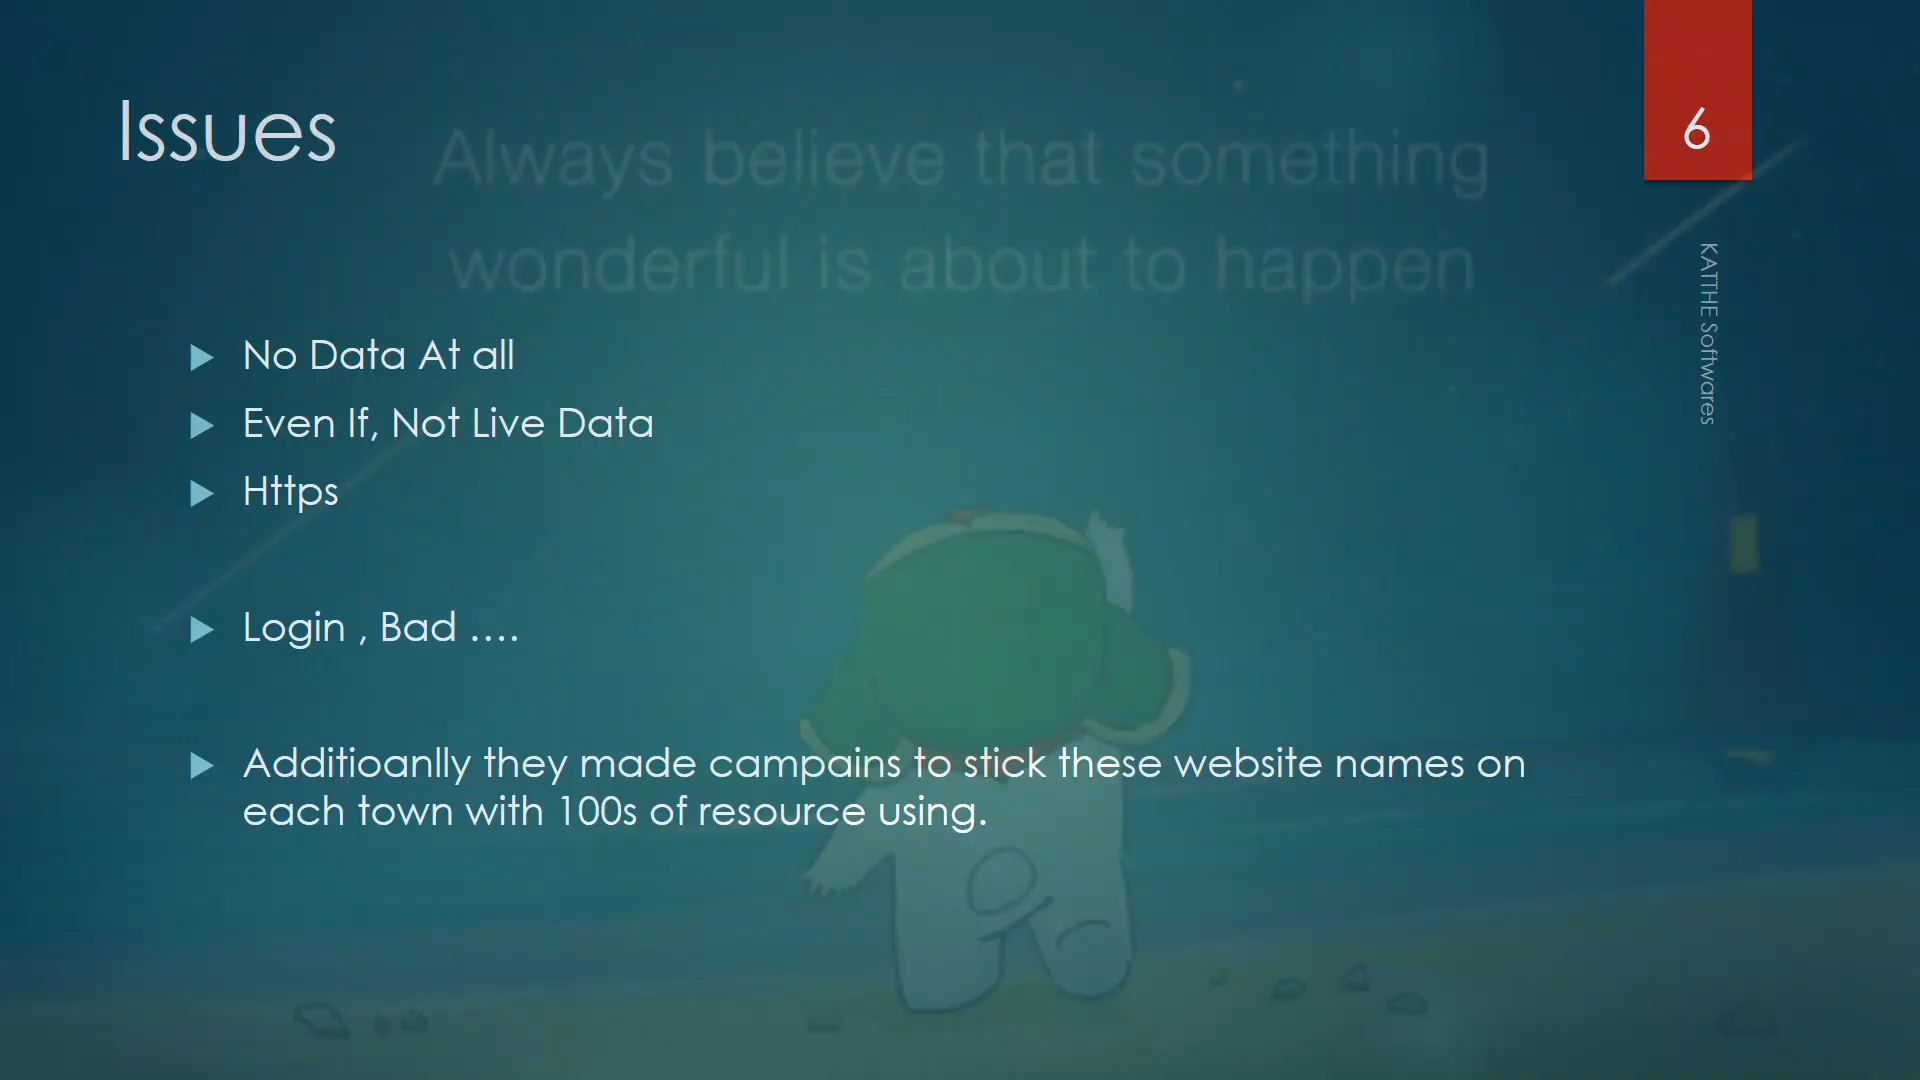 Issues
6
Always believe that something
wonderful is about to happen
KATTHE Softwares
No Data At all
Even If, Not Live Data
Https
Login , Bad ....
Additioanlly they made campains to stick these website names on
each town with 100s of resource using.